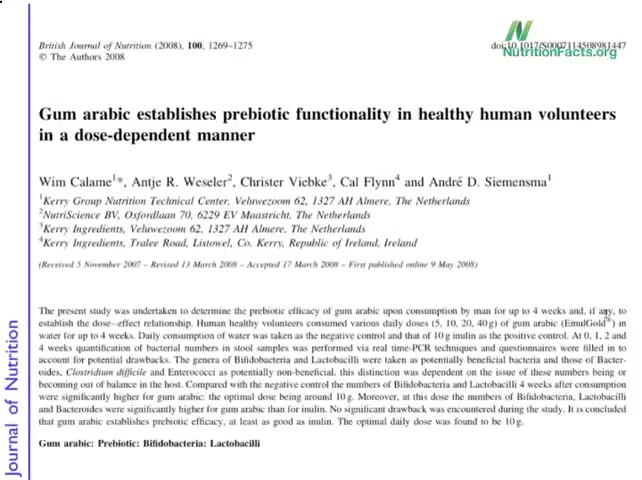 British Journal of Nutrition (2008), 100, 1269–1275
© The Authors 2008
doi:10.1017/S0007114508981447
NutritionFacts.org
Gum arabic establishes prebiotic functionality in healthy human volunteers
in a dose-dependent manner
Wim Calame1*, Antje R. Weseler2, Christer Viebke3, Cal Flynn4 and André D. Siemensma1
1Kerry Group Nutrition Technical Center, Veluwezoom 62, 1327 AH Almere, The Netherlands
2NutriScience BV, Oxfordlaan 70, 6229 EV Maastricht, The Netherlands
3Kerry Ingredients, Veluwezoom 62, 1327 AH Almere, The Netherlands
4Kerry Ingredients, Tralee Road, Listowel, Co. Kerry, Republic of Ireland, Ireland
(Received 5 November 2007 – Revised 13 March 2008 – Accepted 17 March 2008 – First published online 9 May 2008)
The present study was undertaken to determine the prebiotic efficacy of gum arabic upon consumption by man for up to 4 weeks and, if any, to
establish the dose–effect relationship. Human healthy volunteers consumed various daily doses (5, 10, 20, 40 g) of gum arabic (EmulGold) in
water for up to 4 weeks. Daily consumption of water was taken as the negative control and that of 10 g inulin as the positive control. At 0, 1, 2 and
4 weeks quantification of bacterial numbers in stool samples was performed via real time-PCR techniques and questionnaires were filled in to
account for potential drawbacks. The genera of Bifidobacteria and Lactobacilli were taken as potentially beneficial bacteria and those of Bacter-
oides, Clostridium difficile and Enterococci as potentially non-beneficial, this distinction was dependent on the issue of these numbers being or
becoming out of balance in the host. Compared with the negative control the numbers of Bifidobacteria and Lactobacilli 4 weeks after consumption
were significantly higher for gum arabic: the optimal dose being around 10 g. Moreover, at this dose the numbers of Bifidobacteria, Lactobacilli
and Bacteroides were significantly higher for gum arabic than for inulin. No significant drawback was encountered during the study. It is concluded
that gum arabic establishes prebiotic efficacy, at least as good as inulin. The optimal daily dose was found to be 10 g.
Gum arabic: Prebiotic: Bifidobacteria: Lactobacilli
Journal of Nutrition